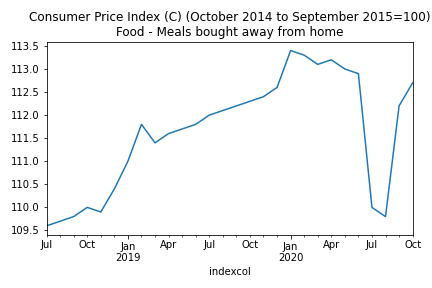 Consumer Price Index (C) (October 2014 to September 2015=100)
Food - Meals bought away from home
113.5
113.0
112.5
112.0
111.5
111.0
110.5
110.0
109.5
Jul Oct Jan Apr Jul Oct Jan Apr Jul Oct
2019 2020
indexcol